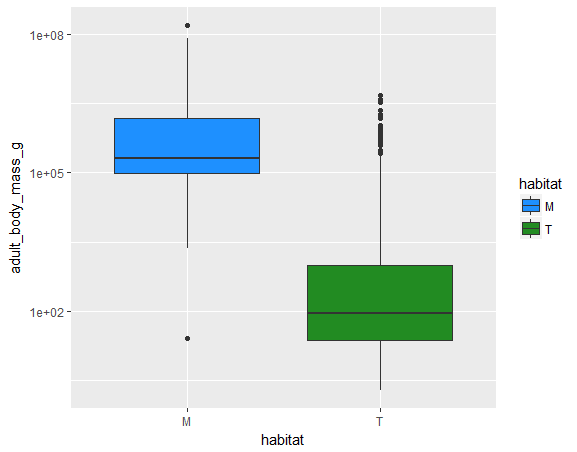 1e+08
1e+05
1e+02
adult_body_mass_g
M
T
habitat
habitat
M
T